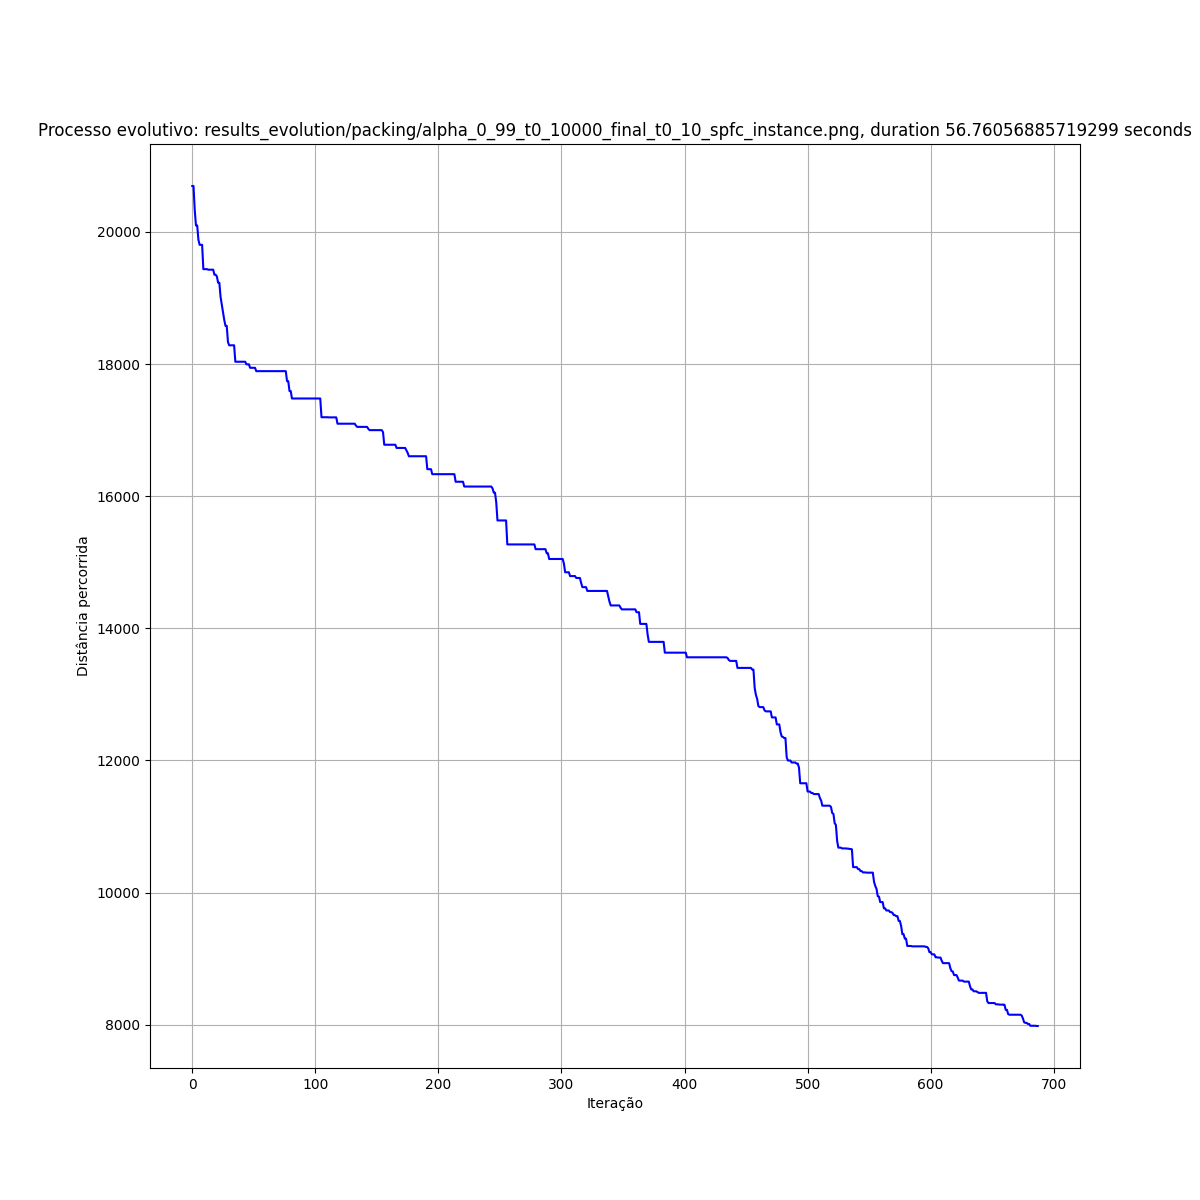 Processo evolutivo: results_evolution/packing/alpha_0_99_t0_10000_final_t0_10_spfc_instance.png, duration 56.76056885719299 seconds
20000
18000
16000
14000
12000
10000
8000
Distância percorrida
0 100 200 300 400 500 600 700
Iteração